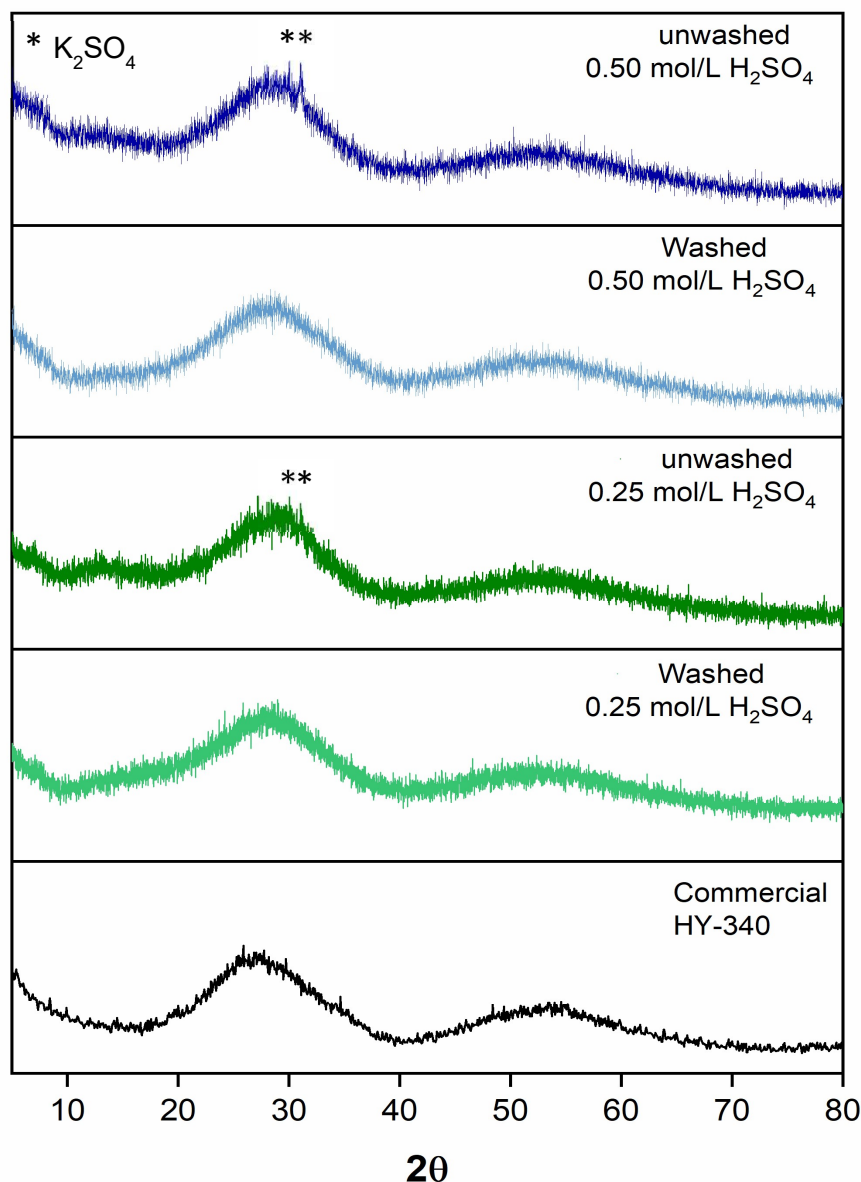 * K₂SO₄
**
unwashed
0.50 mol/L H₂SO₄
Washed
0.50 mol/L H₂SO₄
**
unwashed
0.25 mol/L H₂SO₄
Washed
0.25 mol/L H₂SO₄
Commercial
HY-340
10 20 30 40 50 60 70 80
2θ